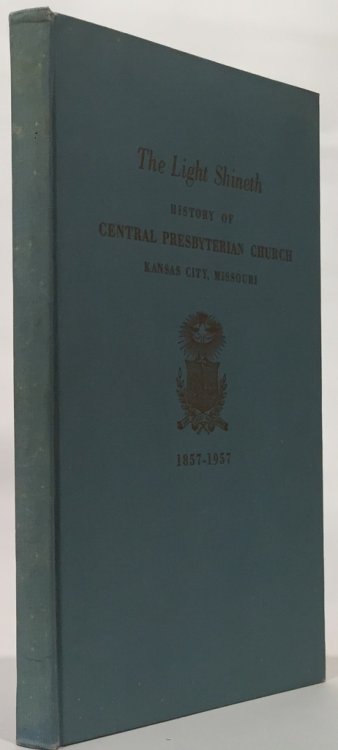 The Light Shineth
HISTORY OF
CENTRAL PRESBYTERIAN CHURCH
KANSAS CITY, MISSOURI
1857-1957